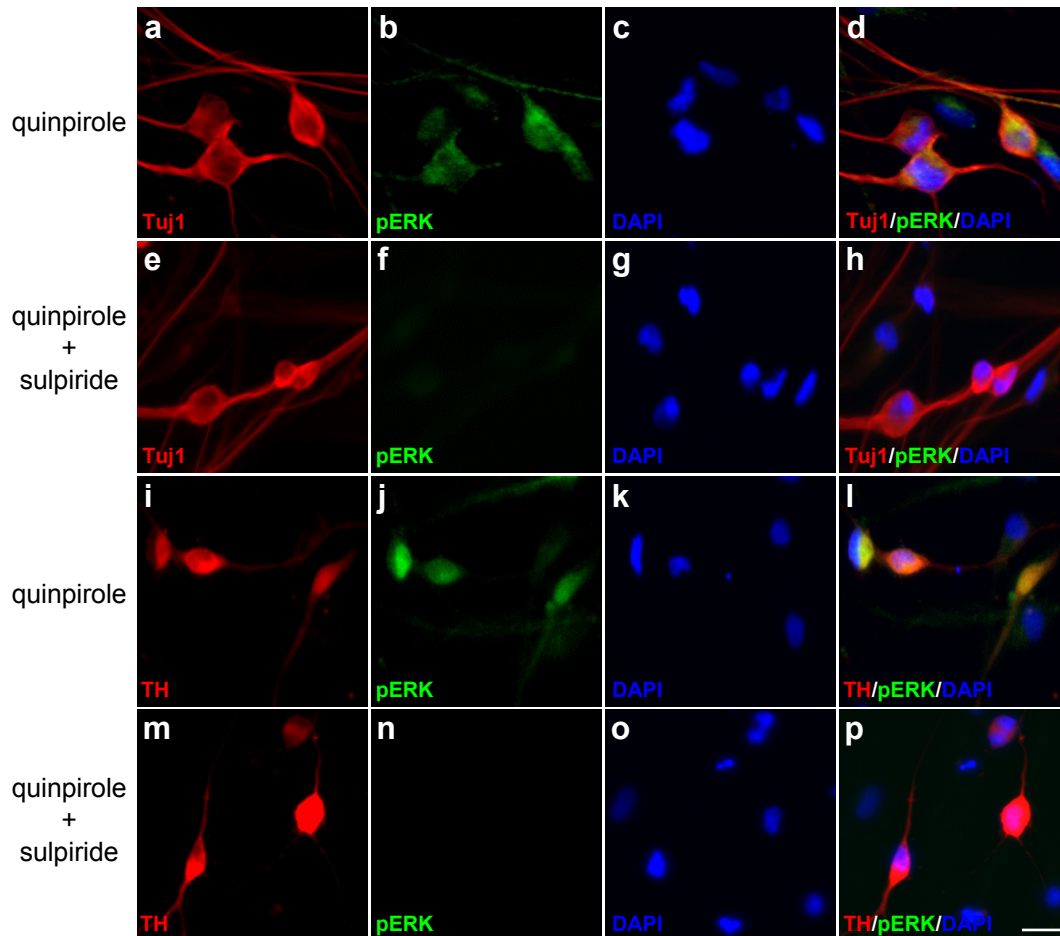 a
b
c
d
quinpirole
Tuj1
pERK
DAPI
Tuj1/pERK/DAPI
e
f
g
h
quinpirole
+
sulpiride
Tuj1
pERK
DAPI
Tuj1/pERK/DAPI
i
j
k
l
quinpirole
TH
pERK
DAPI
TH/pERK/DAPI
m
n
o
p
quinpirole
+
sulpiride
TH
pERK
DAPI
TH/pERK/DAPI